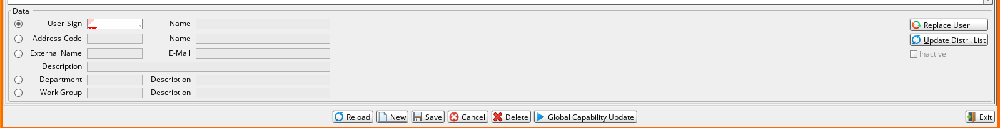 Data
User-Sign Name Replace User
Address-Code Name Update Distri. List
External Name E-Mail Inactive
Description
Department Description
Work Group Description
Reload New Save Cancel Delete Global Capability Update Exit